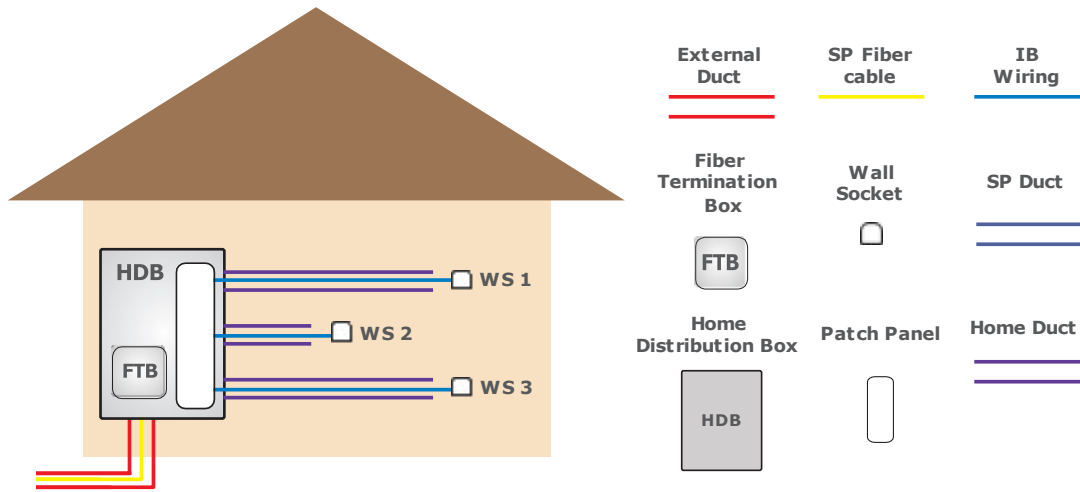 HDB
FTB
WS 1
WS 2
WS 3
External
Duct
SP Fiber
cable
IB
Wiring
Fiber
Termination
Box
FTB
Wall
Socket
SP Duct
Home
Distribution Box
HDB
Patch Panel
Home Duct